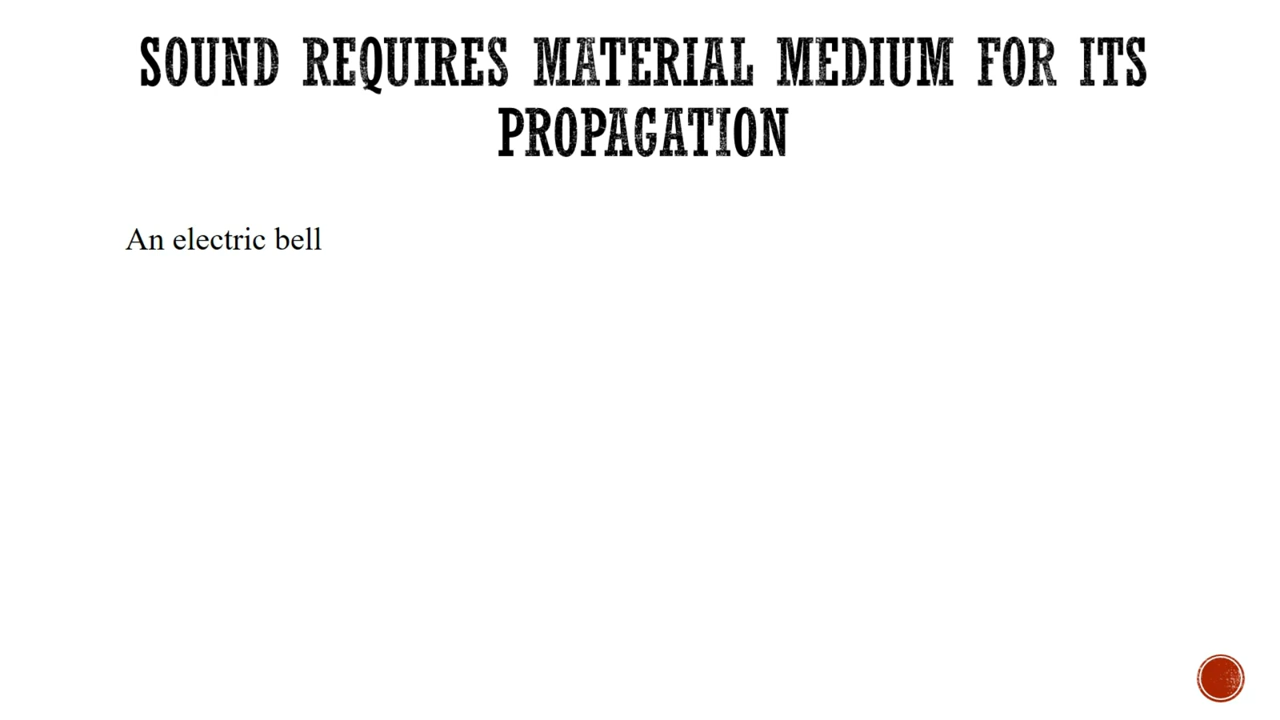 SOUND REQUIRES MATERIAL MEDIUM FOR ITS
PROPAGATION
An electric bell